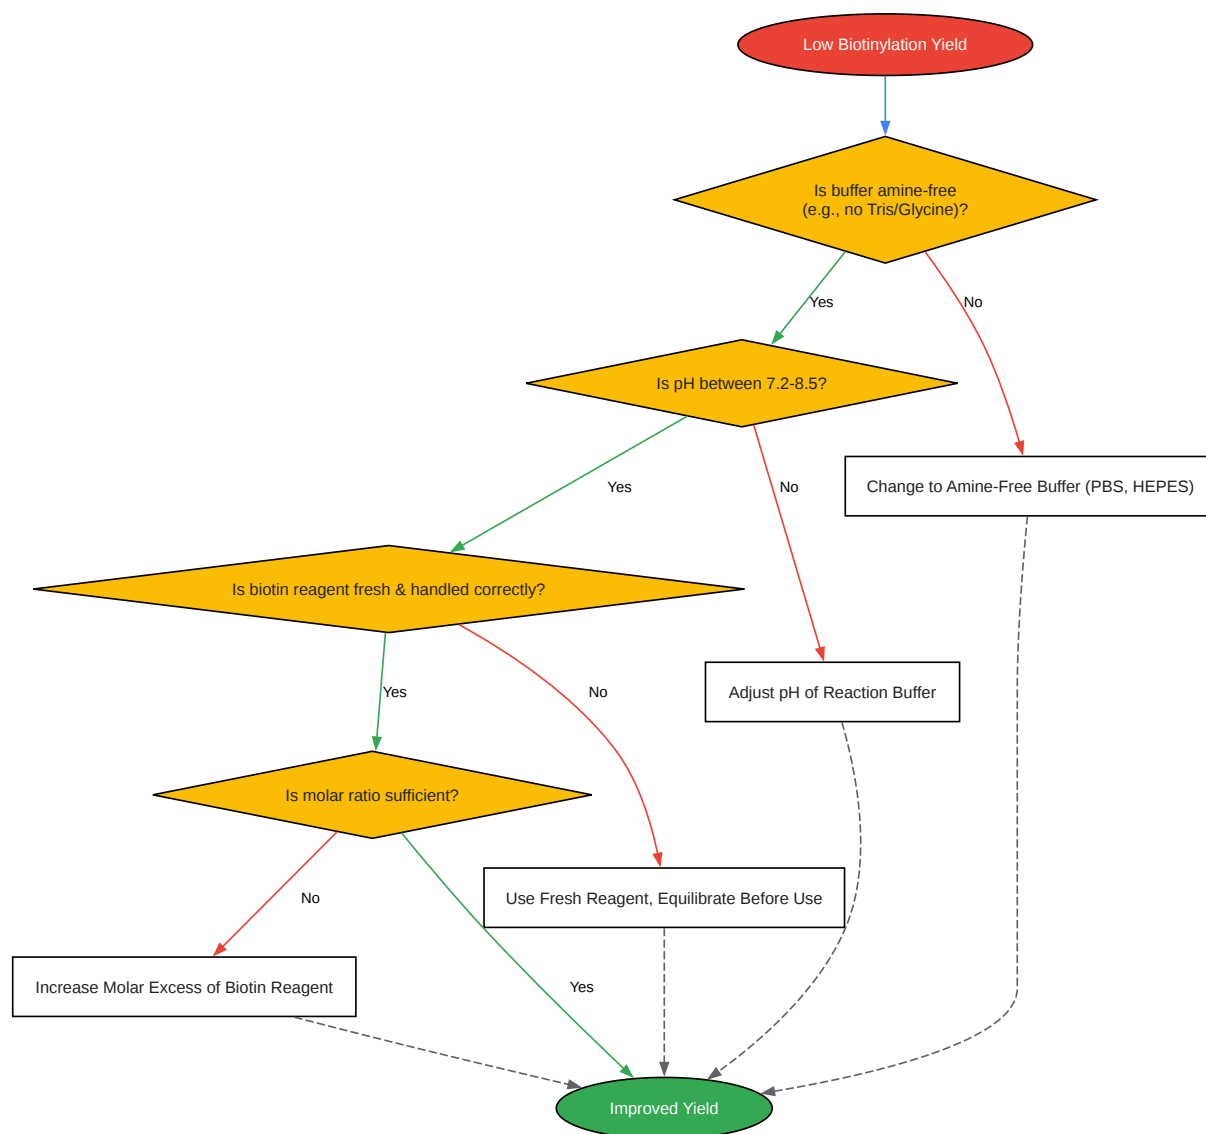 Low Biotinylation Yield
Is buffer amine-free
(e.g., no Tris/Glycine)?
Yes
No
Is pH between 7.2-8.5?
Yes
No
Change to Amine-Free Buffer (PBS, HEPES)
Is biotin reagent fresh & handled correctly?
Yes
No
Adjust pH of Reaction Buffer
Is molar ratio sufficient?
No
Yes
Use Fresh Reagent, Equilibrate Before Use
Increase Molar Excess of Biotin Reagent
Improved Yield